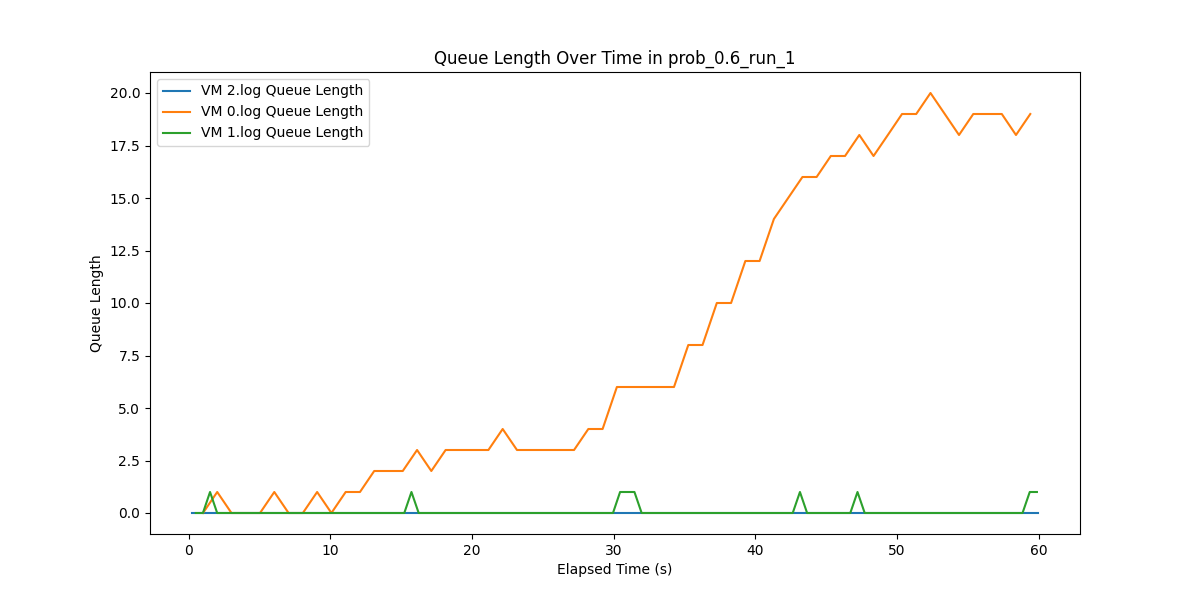 Queue Length Over Time in prob_0.6_run_1
VM 2.log Queue Length
VM 0.log Queue Length
VM 1.log Queue Length
Queue Length
20.0
17.5
15.0
12.5
10.0
7.5
5.0
2.5
0.0
0 10 20 30 40 50 60
Elapsed Time (s)